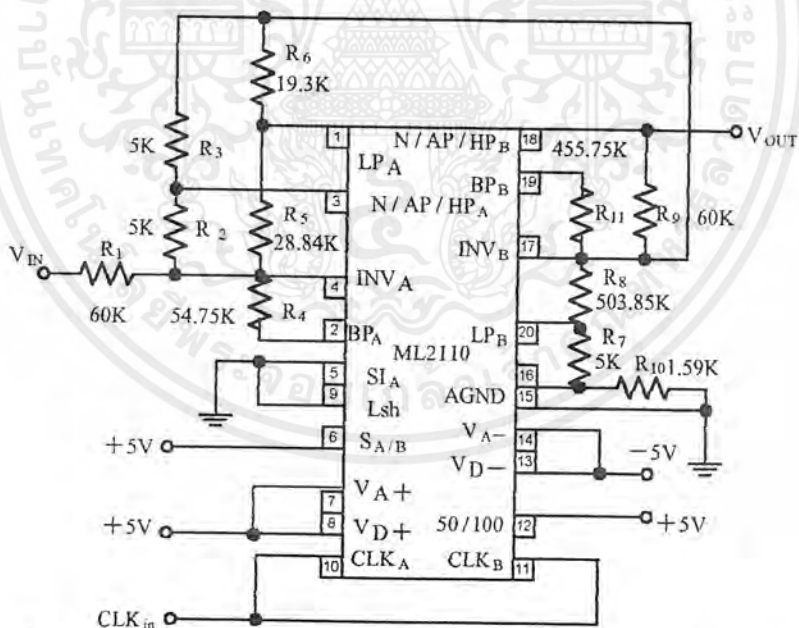 R6
19.3K
5K
R3
5K
R2
R5
28.84K
VIN
R1
60K
54.75K
R4
1
LPA
3
N/AP/HPA
4
INVA
2
BPA
ML2110
5
SIA
9
Lsh
+5V
6
SA/B
7
VA+
+5V
8
VD+
10
CLKA
CLKin
N/AP/HPB
18
455.75K
VOUT
BPB
19
R11
R9
60K
INVB
17
R8
503.85K
LPB
20
R7
5K
R10
1.59K
16
AGND
15
VA-
14
VD-
13
-5V
50/100
12
+5V
CLKB
11